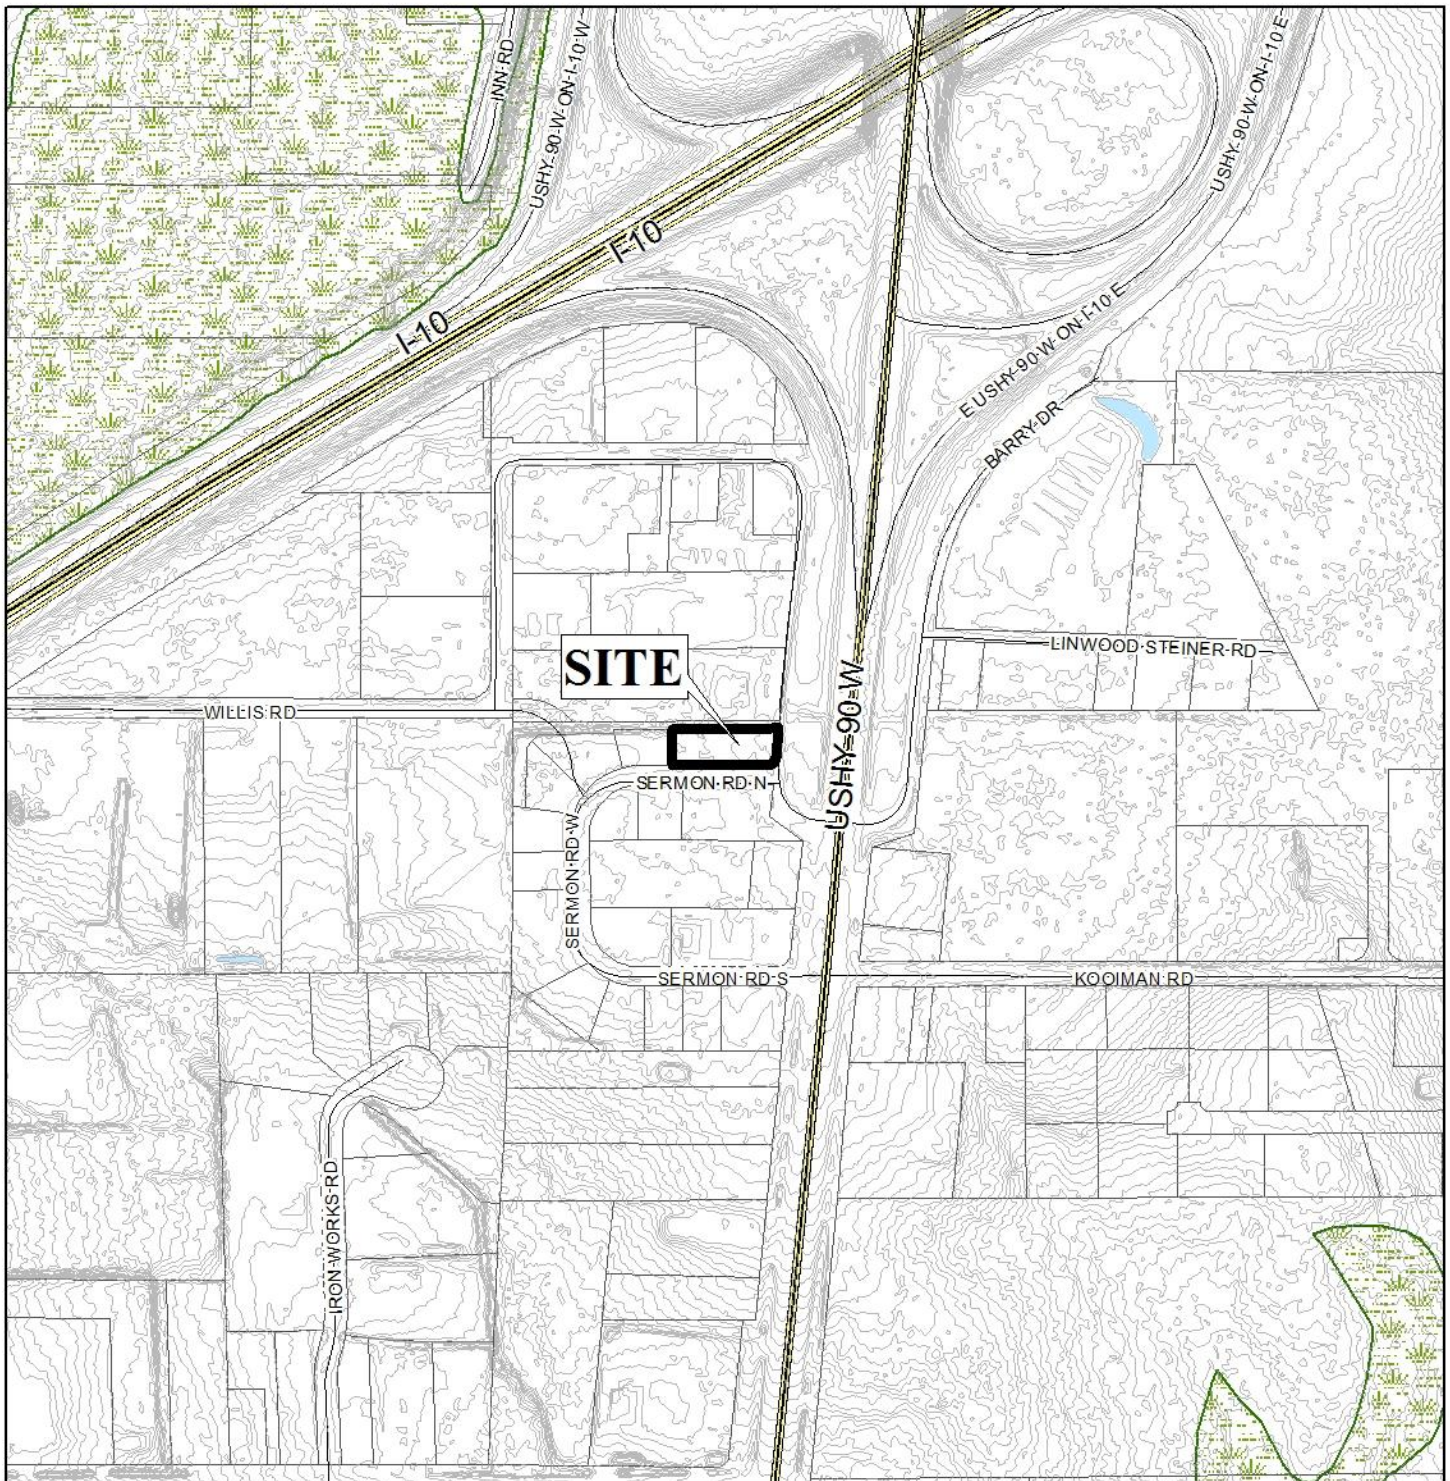 INN RD
USHY-90-W-ON-I-10 W
USHY-90-W-ON-I-10 E
I-10
I-10
E USHY-90-W-ON I-10 E
BARRY-DR
LINWOOD-STEINER-RD
SITE
WILLIS RD
USHY-90-W
SERMON-RD-N
SERMON-RD-W
SERMON-RD-S
KOOIMAN RD
IRON-WORKS-RD